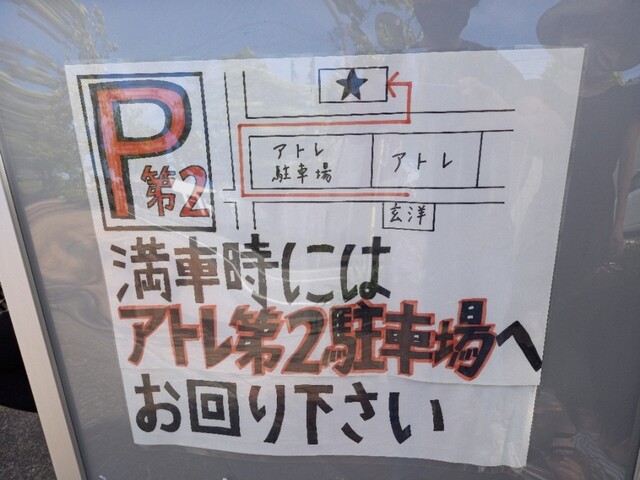 P
第2
★
アトレ
駐車場
アトレ
玄洋
満車時には
アトレ第2駐車場へ
お回り下さい